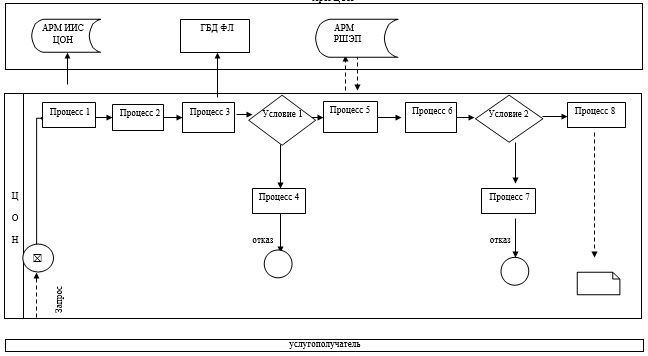 АРМ ИИС
ЦОН
ГБД ФЛ
АРМ
РШЭП
Процесс 1
Процесс 2
Процесс 3
Условие 1
Процесс 5
Процесс 6
Условие 2
Процесс 8
Процесс 4
Процесс 7
Ц
О
Н
отказ
отказ
Запрос
услугополучатель